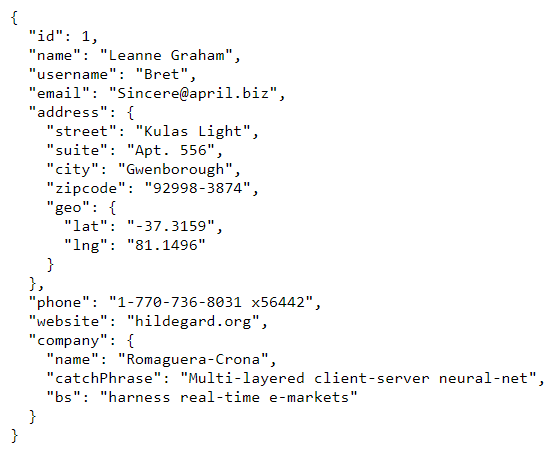 {
  "id": 1,
  "name": "Leanne Graham",
  "username": "Bret",
  "email": "Sincere@april.biz",
  "address": {
    "street": "Kulas Light",
    "suite": "Apt. 556",
    "city": "Gwenborough",
    "zipcode": "92998-3874",
    "geo": {
      "lat": "-37.3159",
      "lng": "81.1496"
    }
  },
  "phone": "1-770-736-8031 x56442",
  "website": "hildegard.org",
  "company": {
    "name": "Romaguera-Crona",
    "catchPhrase": "Multi-layered client-server neural-net",
    "bs": "harness real-time e-markets"
  }
}